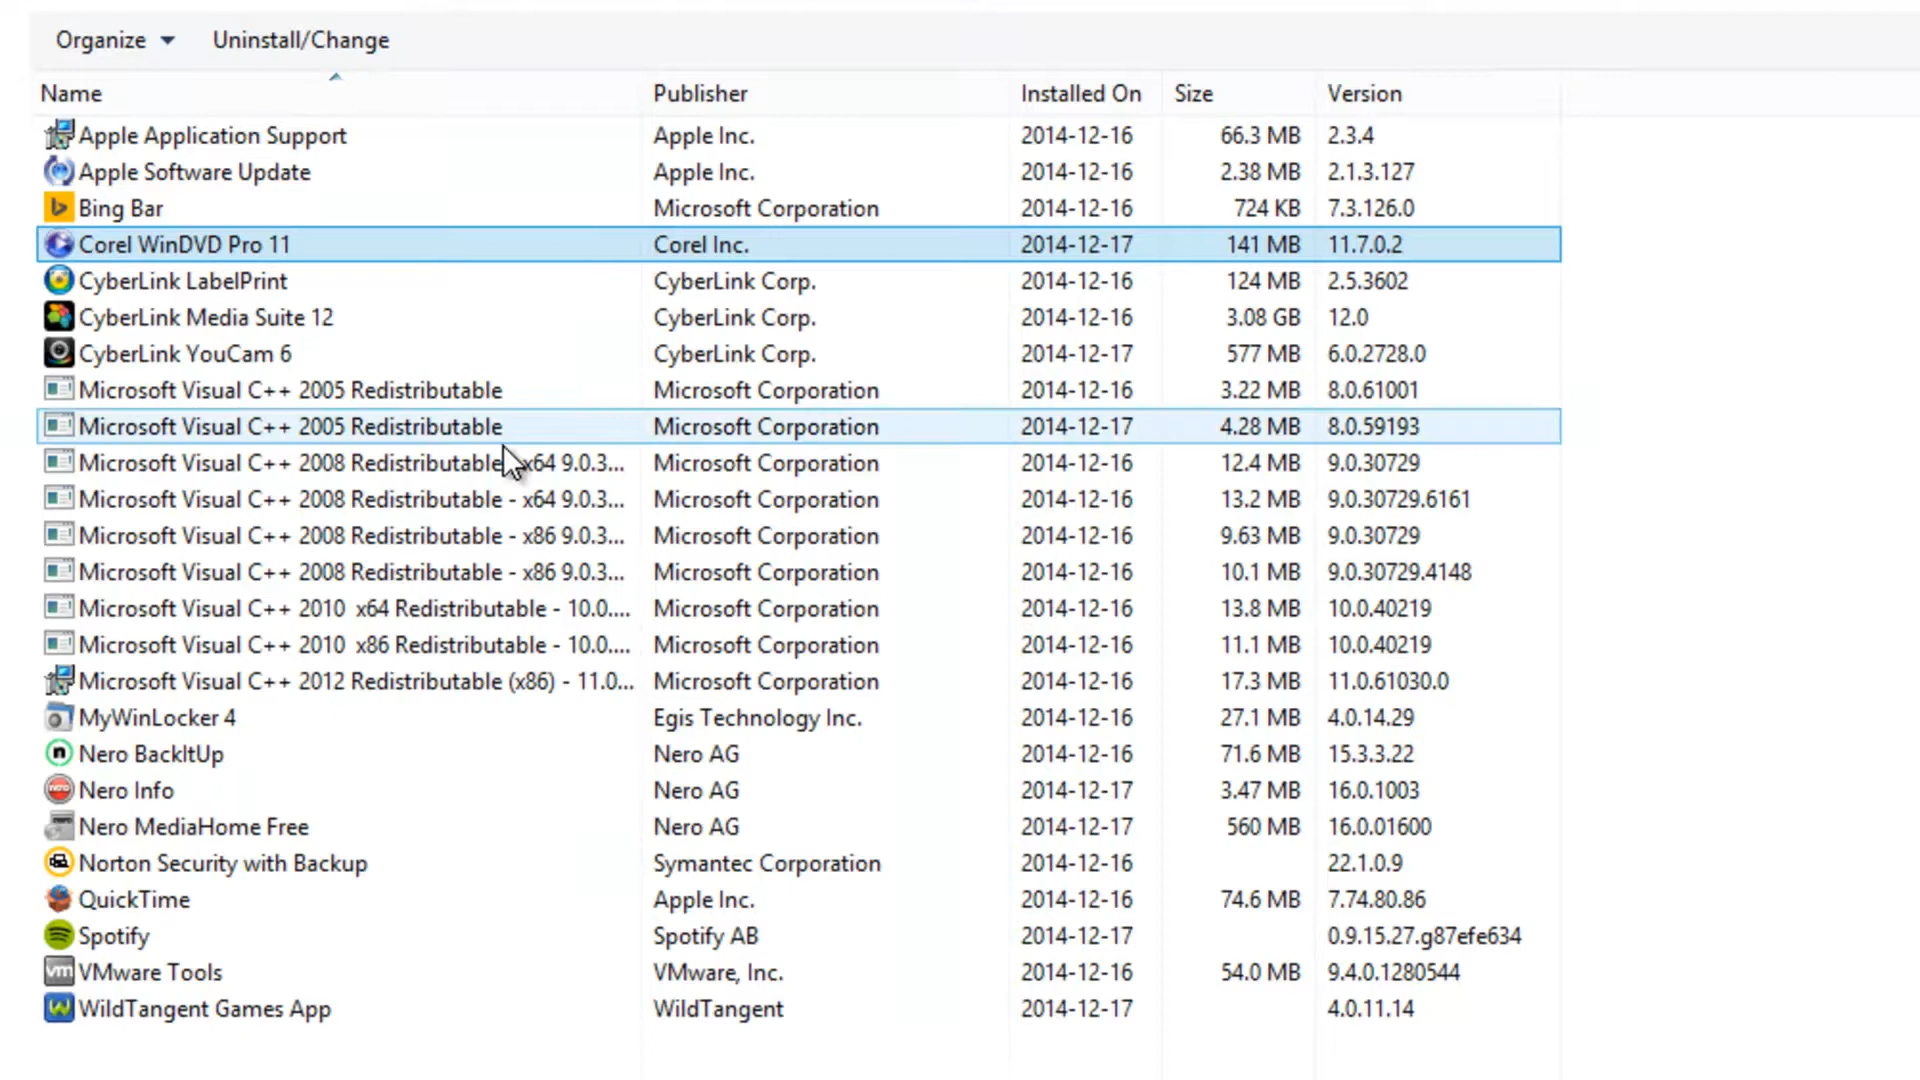 Organize Uninstall/Change
Name Publisher Installed On Size Version
Apple Application Support Apple Inc. 2014-12-16 66.3 MB 2.3.4
Apple Software Update Apple Inc. 2014-12-16 2.38 MB 2.1.3.127
Bing Bar Microsoft Corporation 2014-12-16 724 KB 7.3.126.0
Corel WinDVD Pro 11 Corel Inc. 2014-12-17 141 MB 11.7.0.2
CyberLink LabelPrint CyberLink Corp. 2014-12-16 124 MB 2.5.3602
CyberLink Media Suite 12 CyberLink Corp. 2014-12-16 3.08 GB 12.0
CyberLink YouCam 6 CyberLink Corp. 2014-12-17 577 MB 6.0.2728.0
Microsoft Visual C++ 2005 Redistributable Microsoft Corporation 2014-12-16 3.22 MB 8.0.61001
Microsoft Visual C++ 2005 Redistributable Microsoft Corporation 2014-12-17 4.28 MB 8.0.59193
Microsoft Visual C++ 2008 Redistributable x64 9.0.3... Microsoft Corporation 2014-12-16 12.4 MB 9.0.30729
Microsoft Visual C++ 2008 Redistributable - x64 9.0.3... Microsoft Corporation 2014-12-16 13.2 MB 9.0.30729.6161
Microsoft Visual C++ 2008 Redistributable - x86 9.0.3... Microsoft Corporation 2014-12-16 9.63 MB 9.0.30729
Microsoft Visual C++ 2008 Redistributable - x86 9.0.3... Microsoft Corporation 2014-12-16 10.1 MB 9.0.30729.4148
Microsoft Visual C++ 2010 x64 Redistributable - 10.0.... Microsoft Corporation 2014-12-16 13.8 MB 10.0.40219
Microsoft Visual C++ 2010 x86 Redistributable - 10.0.... Microsoft Corporation 2014-12-16 11.1 MB 10.0.40219
Microsoft Visual C++ 2012 Redistributable (x86) - 11.0... Microsoft Corporation 2014-12-16 17.3 MB 11.0.61030.0
MyWinLocker 4 Egis Technology Inc. 2014-12-16 27.1 MB 4.0.14.29
Nero BackItUp Nero AG 2014-12-16 71.6 MB 15.3.3.22
Nero Info Nero AG 2014-12-17 3.47 MB 16.0.1003
Nero MediaHome Free Nero AG 2014-12-17 560 MB 16.0.01600
Norton Security with Backup Symantec Corporation 2014-12-16 22.1.0.9
QuickTime Apple Inc. 2014-12-16 74.6 MB 7.74.80.86
Spotify Spotify AB 2014-12-17 0.9.15.27.g87efe634
VMware Tools VMware, Inc. 2014-12-16 54.0 MB 9.4.0.1280544
WildTangent Games App WildTangent 2014-12-17 4.0.11.14